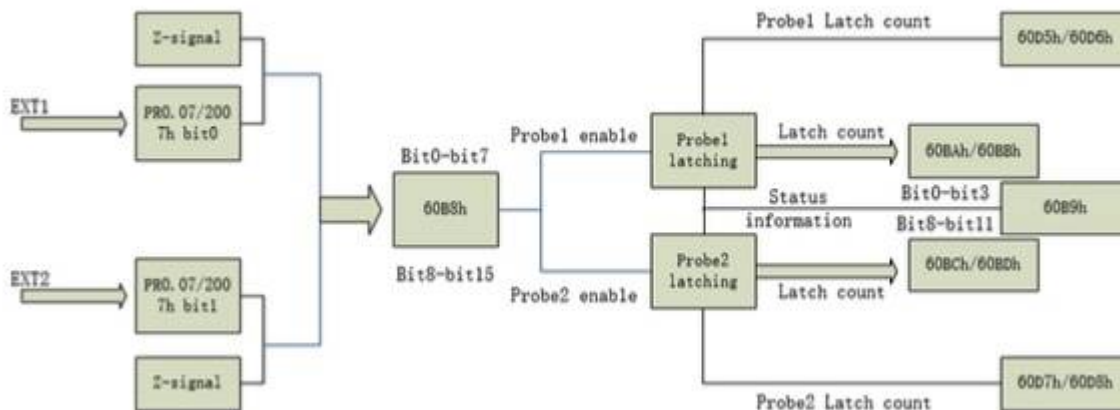 Z-signal
EXT1
PR0.07/200
7h bit0
EXT2
PR0.07/200
7h bit1
Z-signal
Bit0-bit7
60B8h
Bit8-bit15
Probe1 enable
Probe2 enable
Probe1 Latch count
60D5h/60D6h
Probe1
latching
Latch count
60BAh/60BBh
Status
information
Bit0-bit3
60B9h
Bit8-bit11
Probe2
latching
Latch count
60BCh/60BDh
Probe2 Latch count
60D7h/60D8h